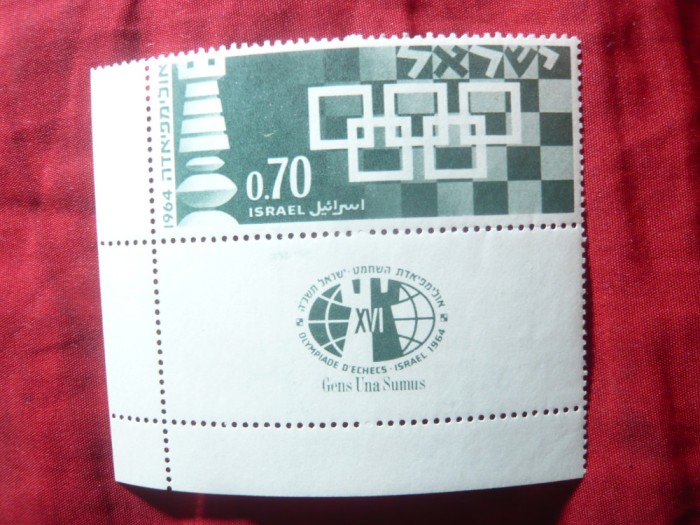 ישראל
אולימפיאדה 1964
0.70
ISRAEL اسرائيل
אולימפיאדת השחמט · ישראל תשכ"ה
XVI
OLYMPIADE D'ECHECS · ISRAEL 1964
Gens Una Sumus